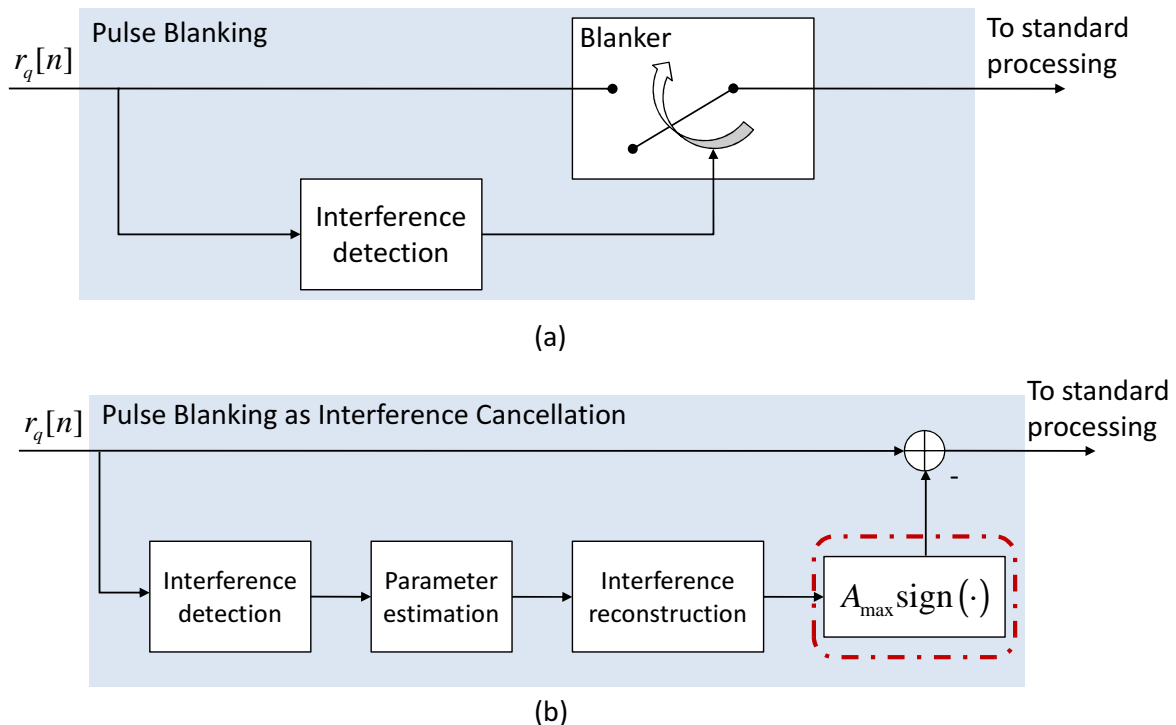 Pulse Blanking
Blanker
To standard
processing
r_q[n]
Interference
detection
(a)
To standard
processing
Pulse Blanking as Interference Cancellation
r_q[n]
-
Interference
detection
Parameter
estimation
Interference
reconstruction
A_max sign(·)
(b)